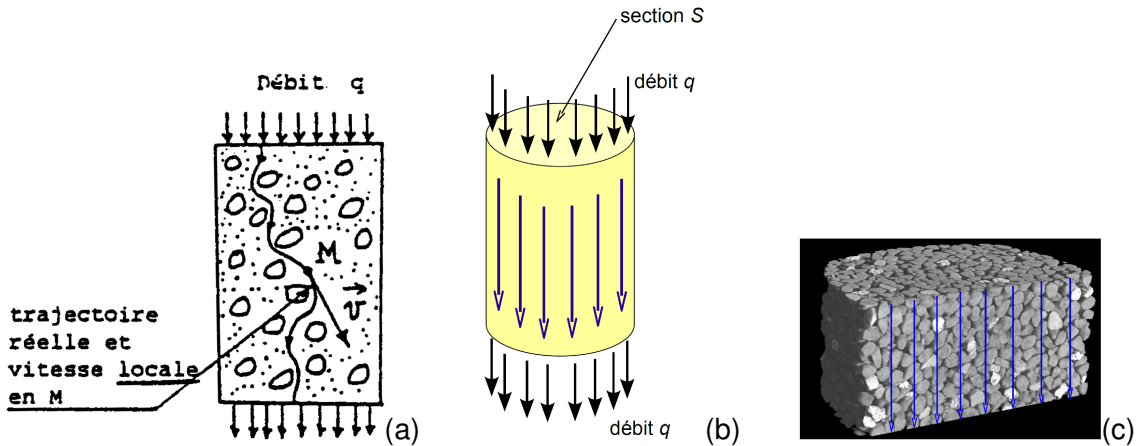 Débit q
trajectoire
réelle et
vitesse locale
en M
M
v
(a)
section S
débit q
débit q
(b)
(c)